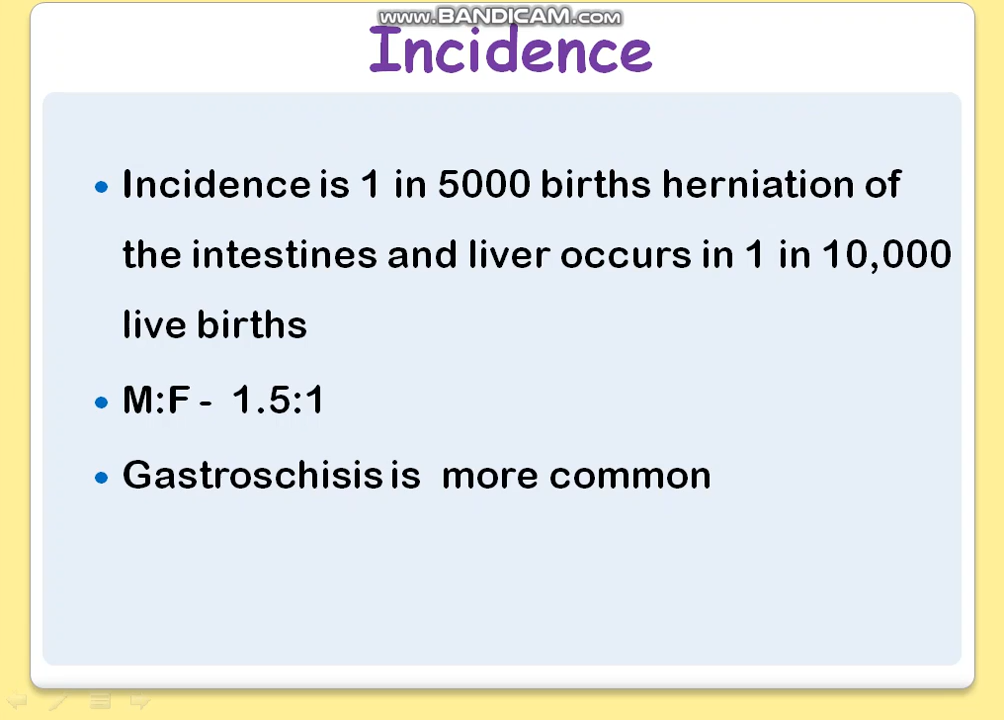 www.BANDICAM.com
Incidence
• Incidence is 1 in 5000 births herniation of
the intestines and liver occurs in 1 in 10,000
live births
• M:F - 1.5:1
• Gastroschisis is more common